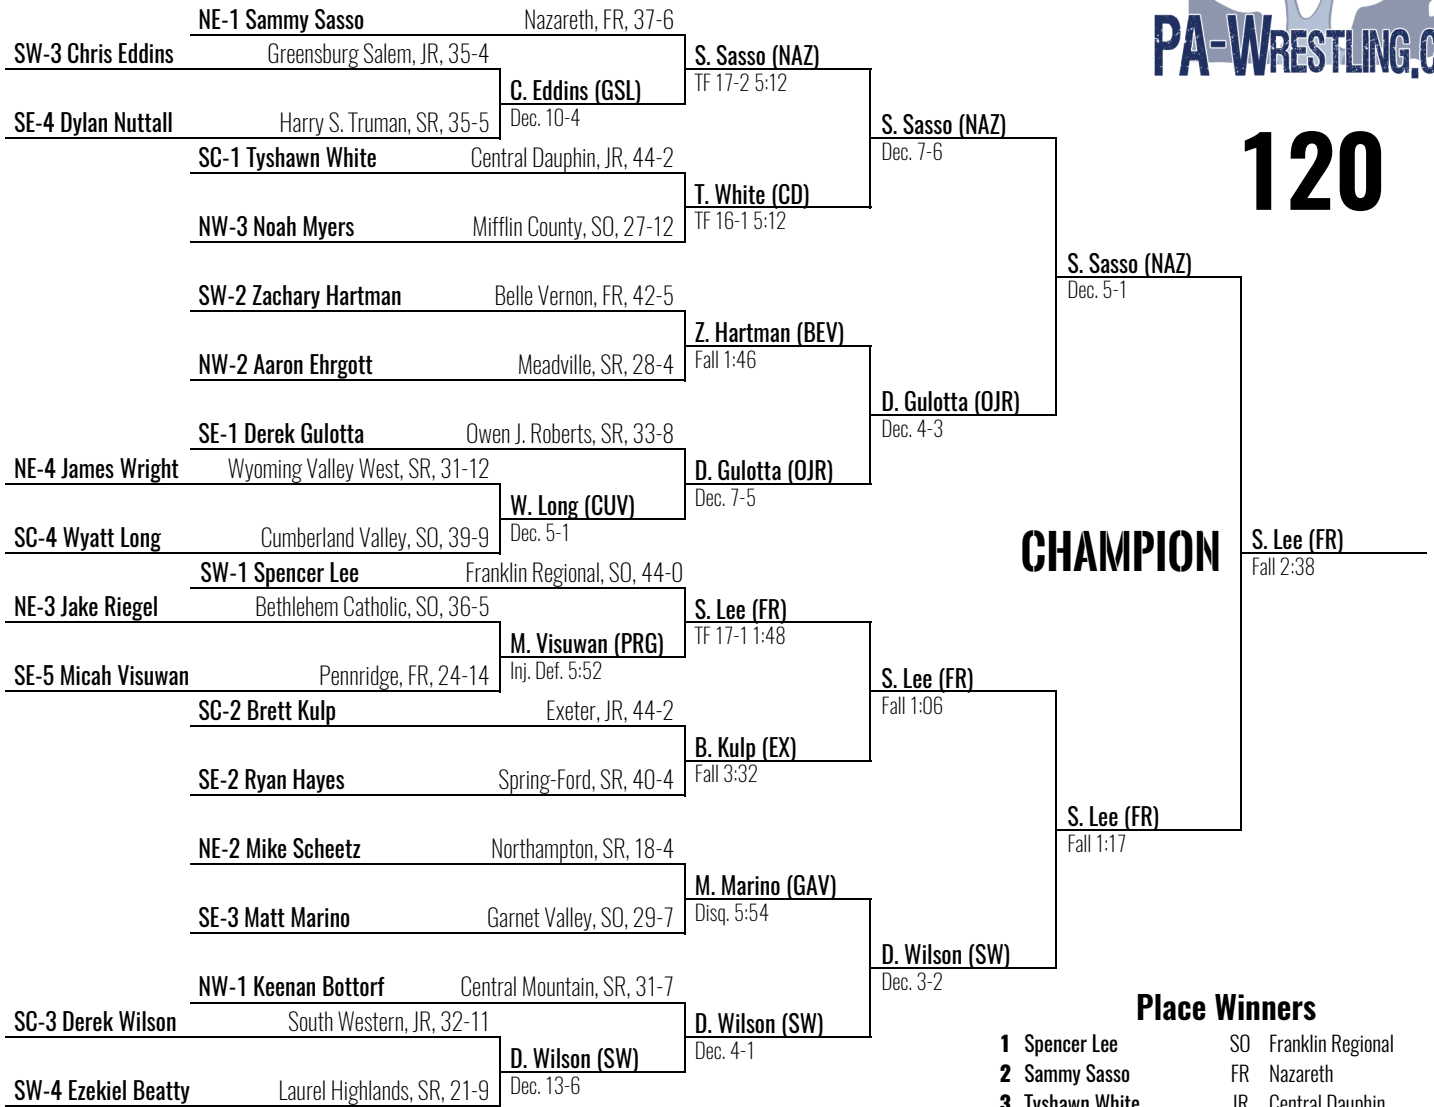 NE-1 Sammy Sasso Nazareth, FR, 37-6
SW-3 Chris Eddins Greensburg Salem, JR, 35-4
S. Sasso (NAZ)
TF 17-2 5:12
C. Eddins (GSL)
Dec. 10-4
SE-4 Dylan Nuttall Harry S. Truman, SR, 35-5
S. Sasso (NAZ)
Dec. 7-6
SC-1 Tyshawn White Central Dauphin, JR, 44-2
T. White (CD)
TF 16-1 5:12
NW-3 Noah Myers Mifflin County, SO, 27-12
PA-WRESTLING.C
120
S. Sasso (NAZ)
Dec. 5-1
SW-2 Zachary Hartman Belle Vernon, FR, 42-5
Z. Hartman (BEV)
Fall 1:46
NW-2 Aaron Ehrgott Meadville, SR, 28-4
D. Gulotta (OJR)
Dec. 4-3
SE-1 Derek Gulotta Owen J. Roberts, SR, 33-8
NE-4 James Wright Wyoming Valley West, SR, 31-12
D. Gulotta (OJR)
Dec. 7-5
W. Long (CUV)
Dec. 5-1
SC-4 Wyatt Long Cumberland Valley, SO, 39-9
CHAMPION
S. Lee (FR)
Fall 2:38
SW-1 Spencer Lee Franklin Regional, SO, 44-0
NE-3 Jake Riegel Bethlehem Catholic, SO, 36-5
S. Lee (FR)
TF 17-1 1:48
M. Visuwan (PRG)
Inj. Def. 5:52
SE-5 Micah Visuwan Pennridge, FR, 24-14
S. Lee (FR)
Fall 1:06
SC-2 Brett Kulp Exeter, JR, 44-2
B. Kulp (EX)
Fall 3:32
SE-2 Ryan Hayes Spring-Ford, SR, 40-4
S. Lee (FR)
Fall 1:17
NE-2 Mike Scheetz Northampton, SR, 18-4
M. Marino (GAV)
Disq. 5:54
SE-3 Matt Marino Garnet Valley, SO, 29-7
D. Wilson (SW)
Dec. 3-2
NW-1 Keenan Bottorf Central Mountain, SR, 31-7
SC-3 Derek Wilson South Western, JR, 32-11
D. Wilson (SW)
Dec. 4-1
D. Wilson (SW)
Dec. 13-6
SW-4 Ezekiel Beatty Laurel Highlands, SR, 21-9
Place Winners
1 Spencer Lee SO Franklin Regional
2 Sammy Sasso FR Nazareth
3 Tyshawn White JR Central Dauphin